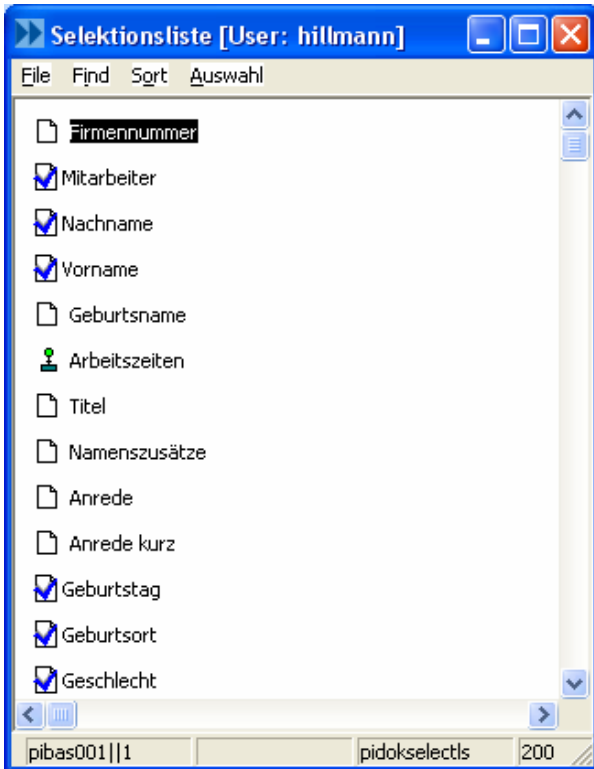 Selektionsliste [User: hillmann]
File Find Sort Auswahl
Firmennummer
Mitarbeiter
Nachname
Vorname
Geburtsname
Arbeitszeiten
Titel
Namenszusätze
Anrede
Anrede kurz
Geburtstag
Geburtsort
Geschlecht
pibas001||1 pidokselectls 200